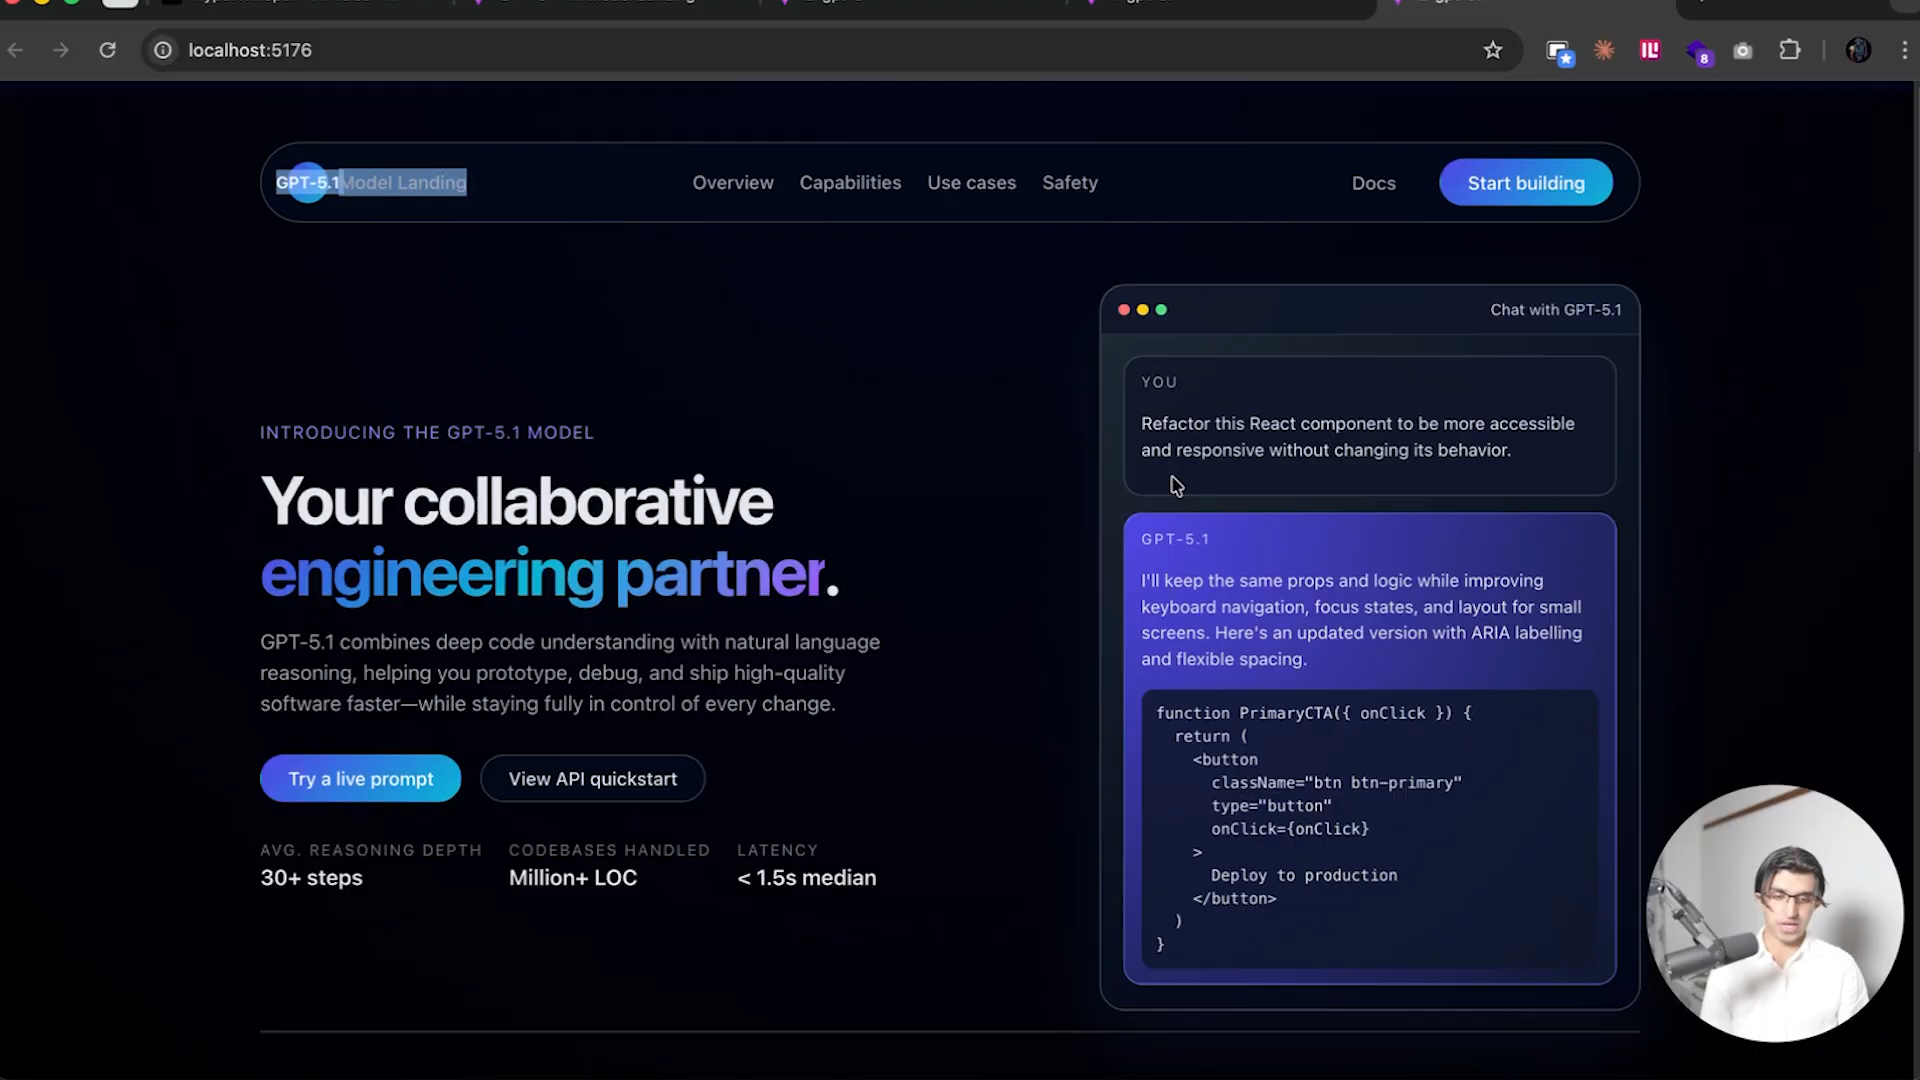 localhost:5176
8
GPT-5.1 Model Landing
Overview
Capabilities
Use cases
Safety
Docs
Start building
Chat with GPT-5.1
YOU
Refactor this React component to be more accessible
and responsive without changing its behavior.
INTRODUCING THE GPT-5.1 MODEL
Your collaborative
engineering partner.
GPT-5.1 combines deep code understanding with natural language
reasoning, helping you prototype, debug, and ship high-quality
software faster—while staying fully in control of every change.
Try a live prompt
View API quickstart
AVG. REASONING DEPTH
30+ steps
CODEBASES HANDLED
Million+ LOC
LATENCY
< 1.5s median
GPT-5.1
I'll keep the same props and logic while improving
keyboard navigation, focus states, and layout for small
screens. Here's an updated version with ARIA labelling
and flexible spacing.
function PrimaryCTA({ onClick }) {
return (
<button
className="btn btn-primary"
type="button"
onClick={onClick}
>
Deploy to production
</button>
)
}